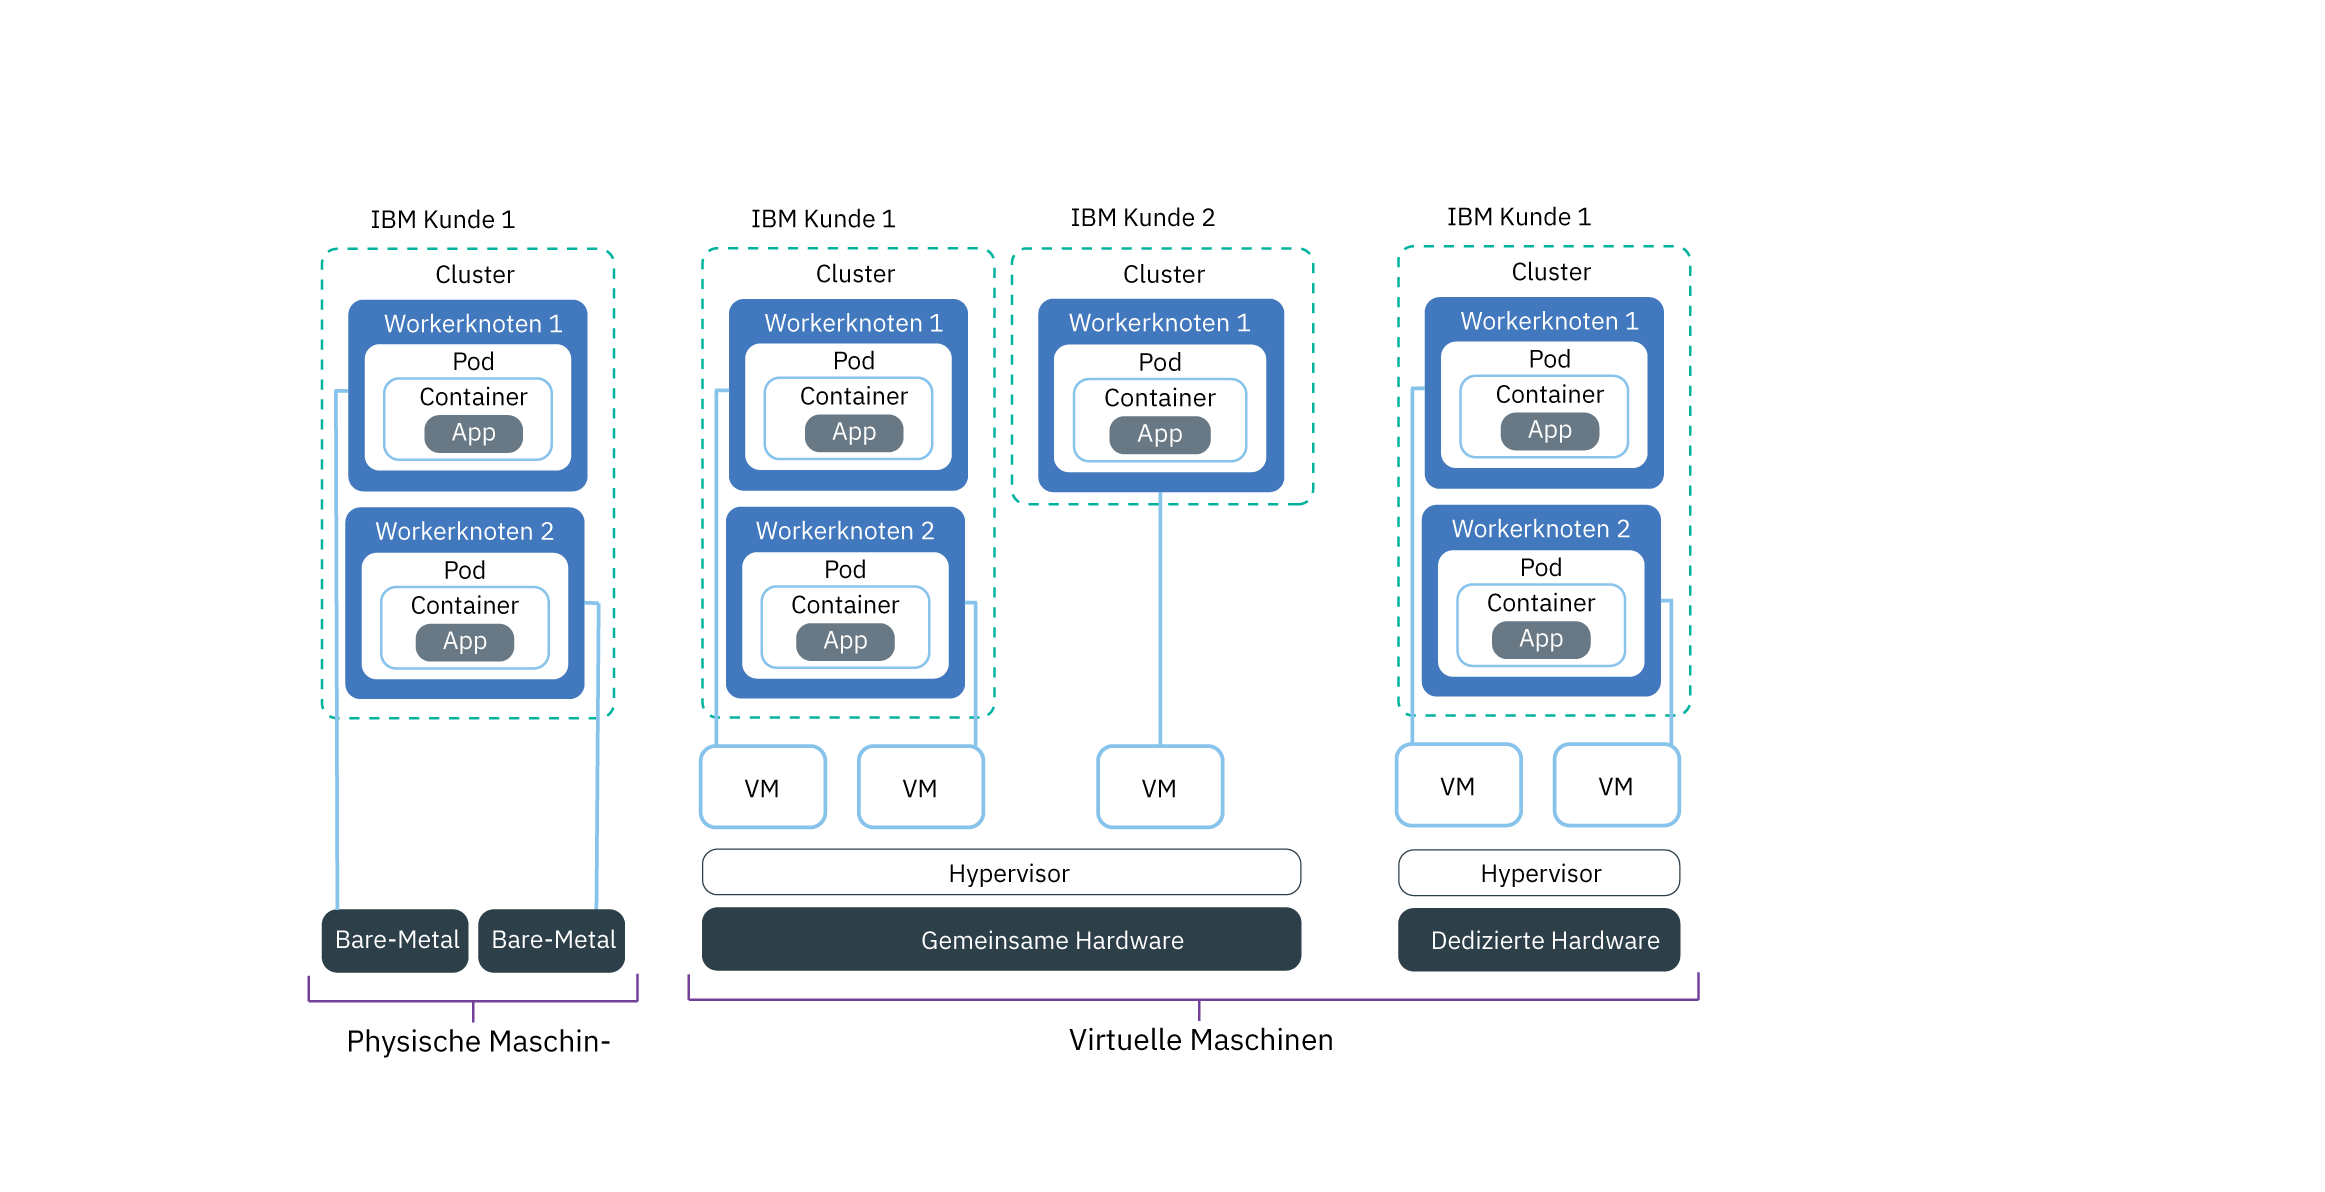 IBM Kunde 1
Cluster
Workerknoten 1
Pod
Container
App
Workerknoten 2
Pod
Container
App
Bare-Metal
Bare-Metal
Physische Maschin-
IBM Kunde 1
Cluster
Workerknoten 1
Pod
Container
App
Workerknoten 2
Pod
Container
App
VM
VM
IBM Kunde 2
Cluster
Workerknoten 1
Pod
Container
App
VM
Hypervisor
Gemeinsame Hardware
IBM Kunde 1
Cluster
Workerknoten 1
Pod
Container
App
Workerknoten 2
Pod
Container
App
VM
VM
Hypervisor
Dedizierte Hardware
Virtuelle Maschinen